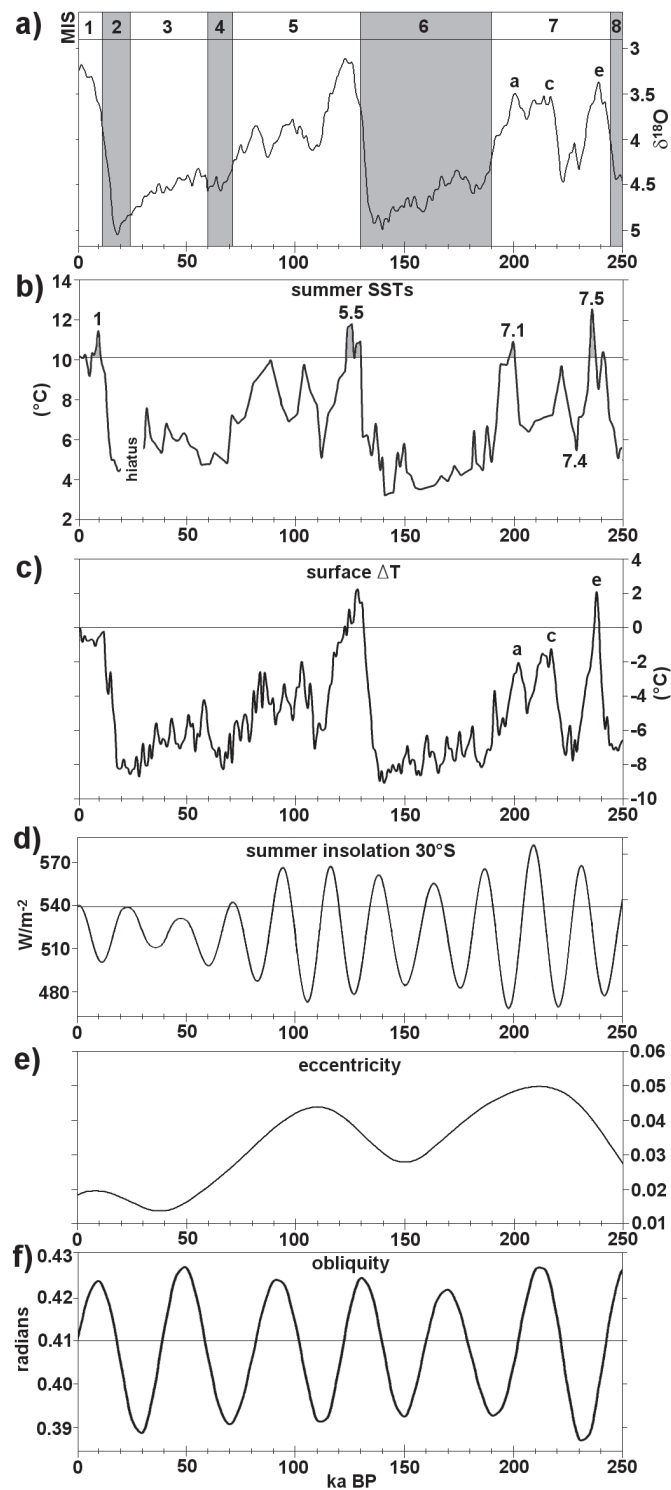 a)
MIS
1 2 3 4 5 6 7 8
a c e
3
3.5
4
4.5
5
δ18O
0 50 100 150 200 250
b)
summer SSTs
14
12
10
8
6
4
2
(°C)
1 5.5 7.1 7.5
7.4
hiatus
0 50 100 150 200 250
c)
surface ΔT
4
2
0
-2
-4
-6
-8
-10
(°C)
a c e
0 50 100 150 200 250
d)
summer insolation 30°S
570
540
510
480
W/m-2
0 50 100 150 200 250
e)
eccentricity
0.06
0.05
0.04
0.03
0.02
0.01
0 50 100 150 200 250
f)
obliquity
0.43
0.42
0.41
0.40
0.39
radians
0 50 100 150 200 250
ka BP